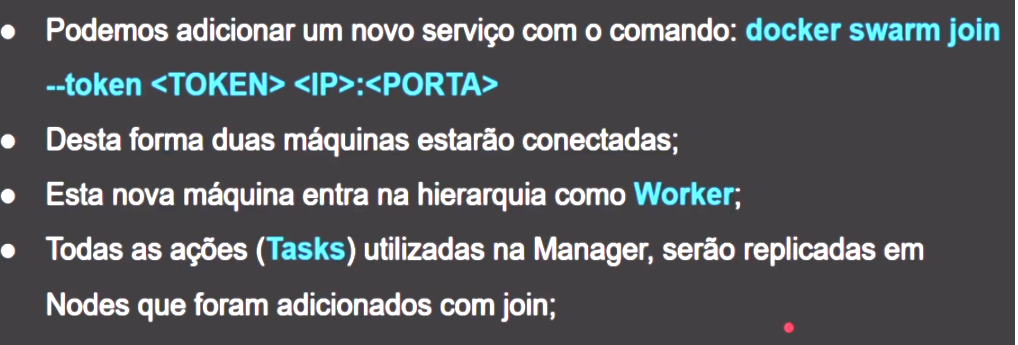 ● Podemos adicionar um novo serviço com o comando: docker swarm join
--token <TOKEN> <IP>:<PORTA>
● Desta forma duas máquinas estarão conectadas;
● Esta nova máquina entra na hierarquia como Worker;
● Todas as ações (Tasks) utilizadas na Manager, serão replicadas em
Nodes que foram adicionados com join;